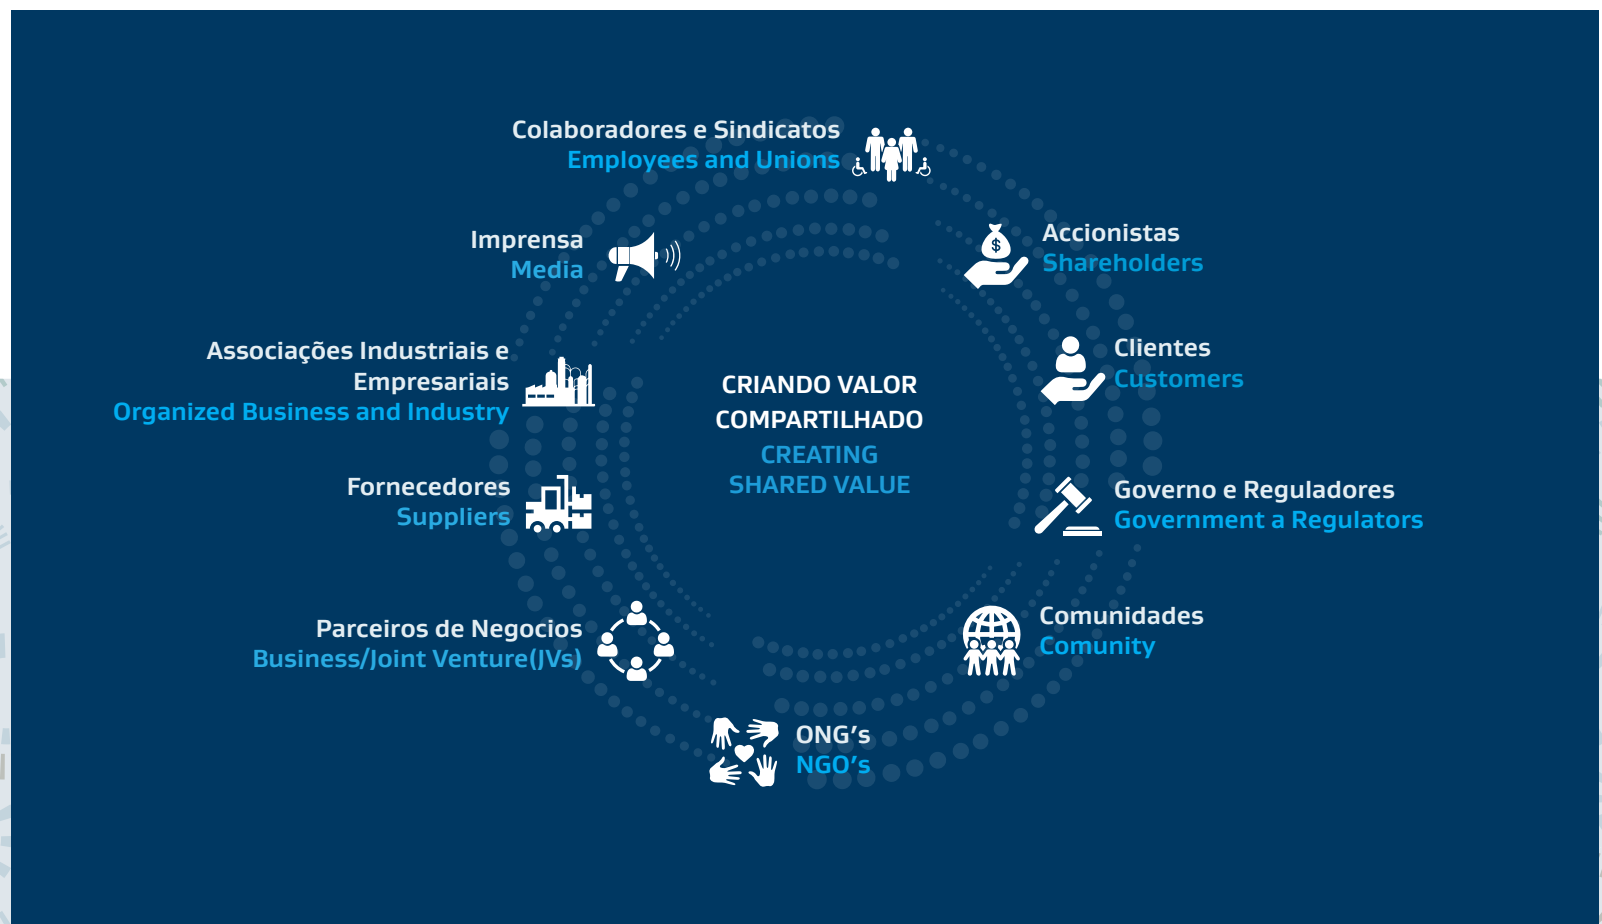 Colaboradores e Sindicatos
Employees and Unions
Imprensa
Media
Accionistas
Shareholders
Associações Industriais e
Empresariais
Organized Business and Industry
Clientes
Customers
CRIANDO VALOR
COMPARTILHADO
CREATING
SHARED VALUE
Fornecedores
Suppliers
Governo e Reguladores
Government a Regulators
Parceiros de Negocios
Business/Joint Venture(JVs)
Comunidades
Comunity
ONG’s
NGO’s